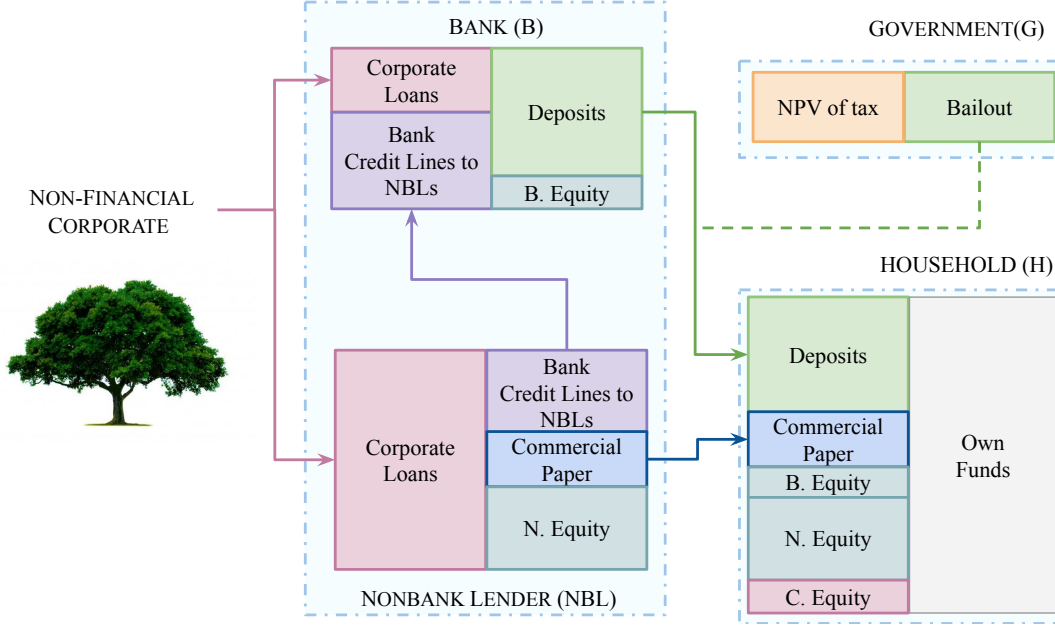 BANK (B)
Corporate
Loans
Bank
Credit Lines to
NBLs
Deposits
B. Equity
GOVERNMENT(G)
NPV of tax
Bailout
NON-FINANCIAL
CORPORATE
Corporate
Loans
Bank
Credit Lines to
NBLs
Commercial
Paper
N. Equity
NONBANK LENDER (NBL)
HOUSEHOLD (H)
Deposits
Commercial
Paper
B. Equity
N. Equity
C. Equity
Own
Funds